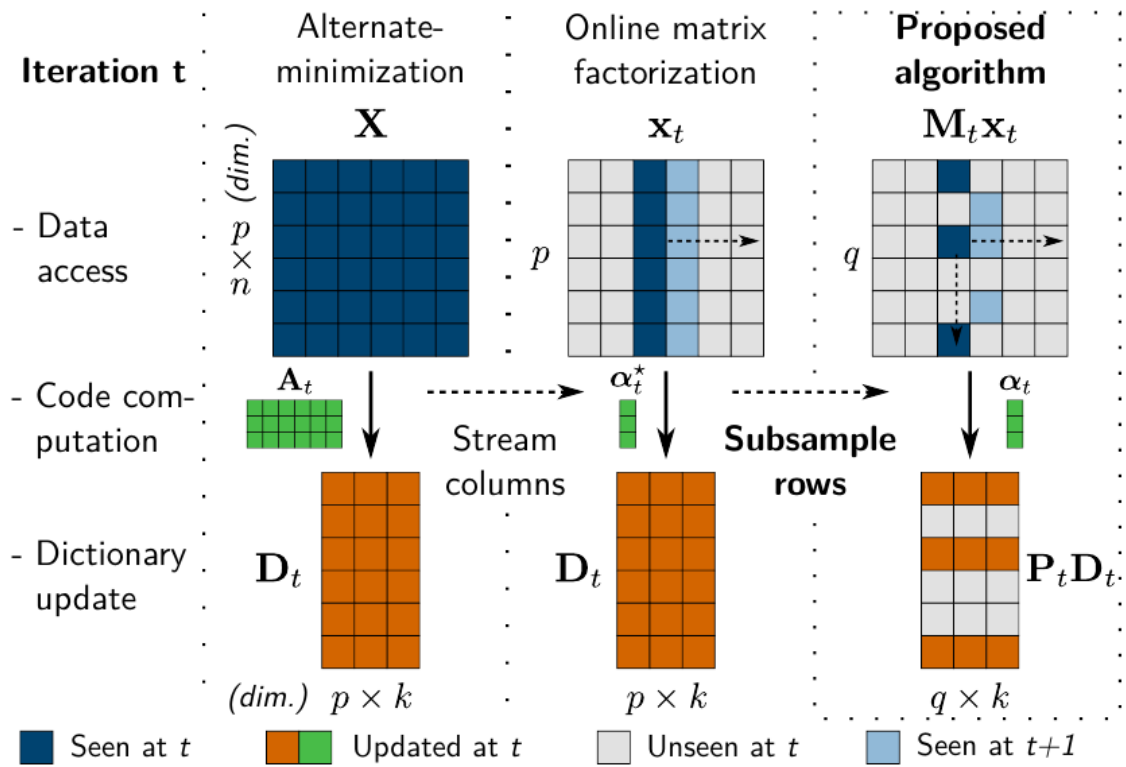 Iteration t
Alternate-
minimization
Online matrix
factorization
Proposed
algorithm
X
x_t
M_t x_t
- Data
access
n × p (dim.)
p
q
- Code com-
putation
A_t
α_t^⋆
α_t
Stream
columns
Subsample
rows
- Dictionary
update
D_t
D_t
P_t D_t
(dim.) p × k
p × k
q × k
Seen at t
Updated at t
Unseen at t
Seen at t+1